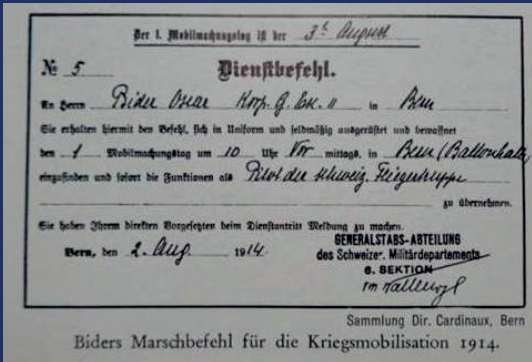 Der 1. Mobilmachungstag ist der 3t August
№ 5 Dienstbefehl.
An Herrn Bider Oscar Korp. G. Esk. 11 in Bern
Sie erhalten hiermit den Befehl, sich in Uniform und feldmäßig ausgerüstet und bewaffnet
den 1 Mobilmachungstag um 10 Uhr Vor mittags, in Bern (Ballonhalle)
einzufinden und sofort die Funktionen als Pilot der schweiz. Fliegertruppe
zu übernehmen.
Sie haben Ihrem direkten Vorgesetzten beim Dienstantritt Meldung zu machen.
Bern, den 2. Aug. 1914.
GENERALSTABS-ABTEILUNG
des Schweizer. Militärdepartements
6. SEKTION
Sammlung Dir. Cardinaux, Bern
Biders Marschbefehl für die Kriegsmobilisation 1914.